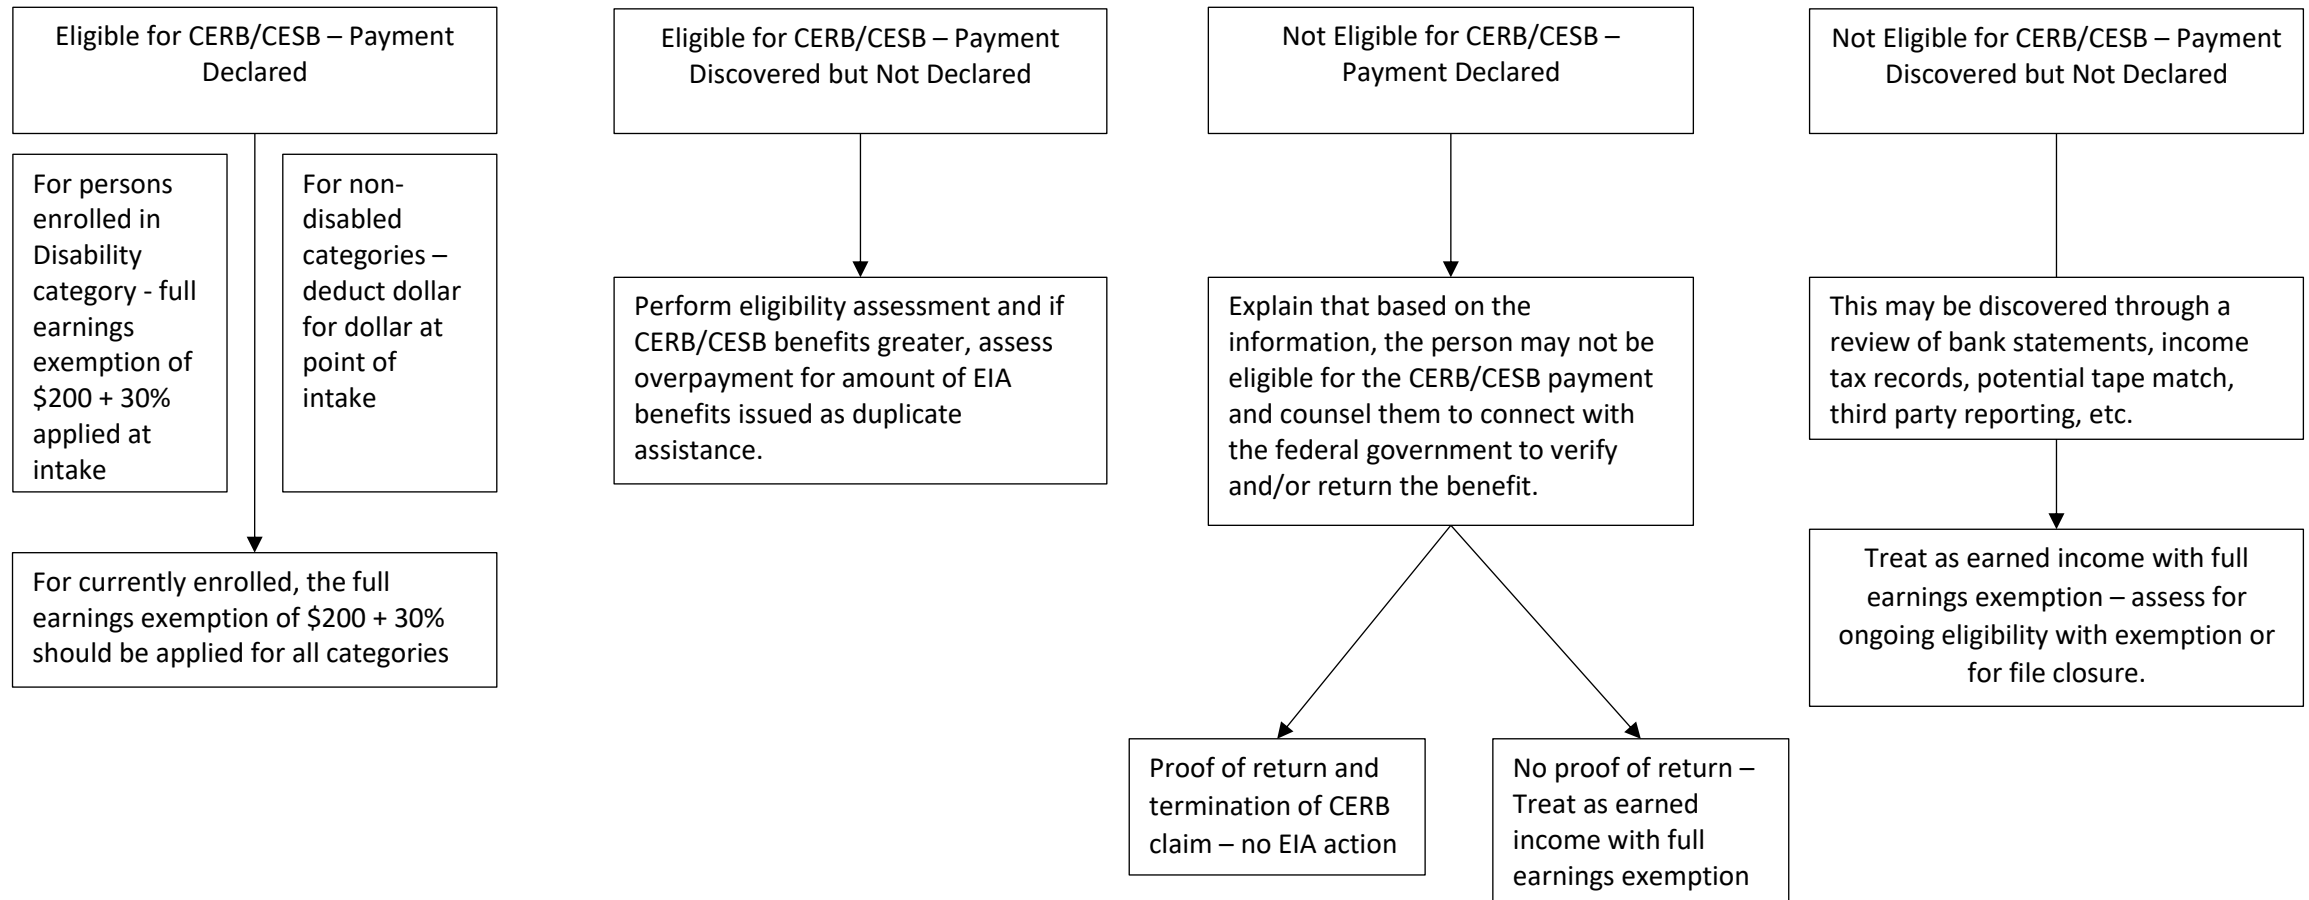 Eligible for CERB/CESB – Payment
Declared
For persons
enrolled in
Disability
category - full
earnings
exemption of
$200 + 30%
applied at
intake
For non-
disabled
categories –
deduct dollar
for dollar at
point of
intake
For currently enrolled, the full
earnings exemption of $200 + 30%
should be applied for all categories
Eligible for CERB/CESB – Payment
Discovered but Not Declared
Perform eligibility assessment and if
CERB/CESB benefits greater, assess
overpayment for amount of EIA
benefits issued as duplicate
assistance.
Not Eligible for CERB/CESB –
Payment Declared
Explain that based on the
information, the person may not be
eligible for the CERB/CESB payment
and counsel them to connect with
the federal government to verify
and/or return the benefit.
Proof of return and
termination of CERB
claim – no EIA action
No proof of return –
Treat as earned
income with full
earnings exemption
Not Eligible for CERB/CESB – Payment
Discovered but Not Declared
This may be discovered through a
review of bank statements, income
tax records, potential tape match,
third party reporting, etc.
Treat as earned income with full
earnings exemption – assess for
ongoing eligibility with exemption or
for file closure.